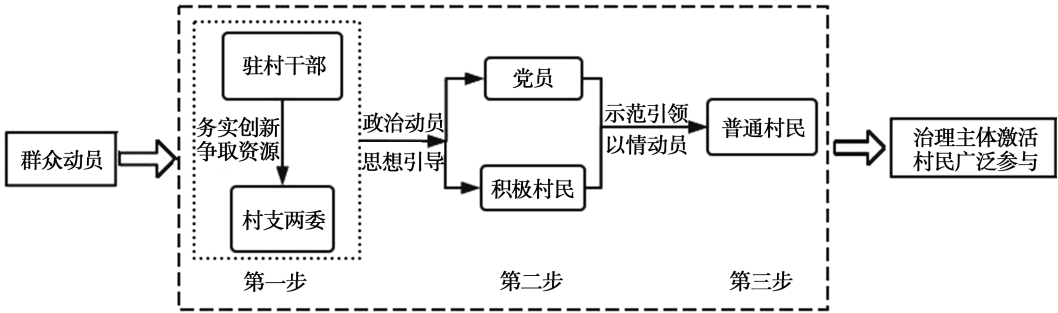 群众动员
驻村干部
务实创新
争取资源
村支两委
第一步
政治动员
思想引导
党员
积极村民
第二步
示范引领
以情动员
普通村民
第三步
治理主体激活
村民广泛参与